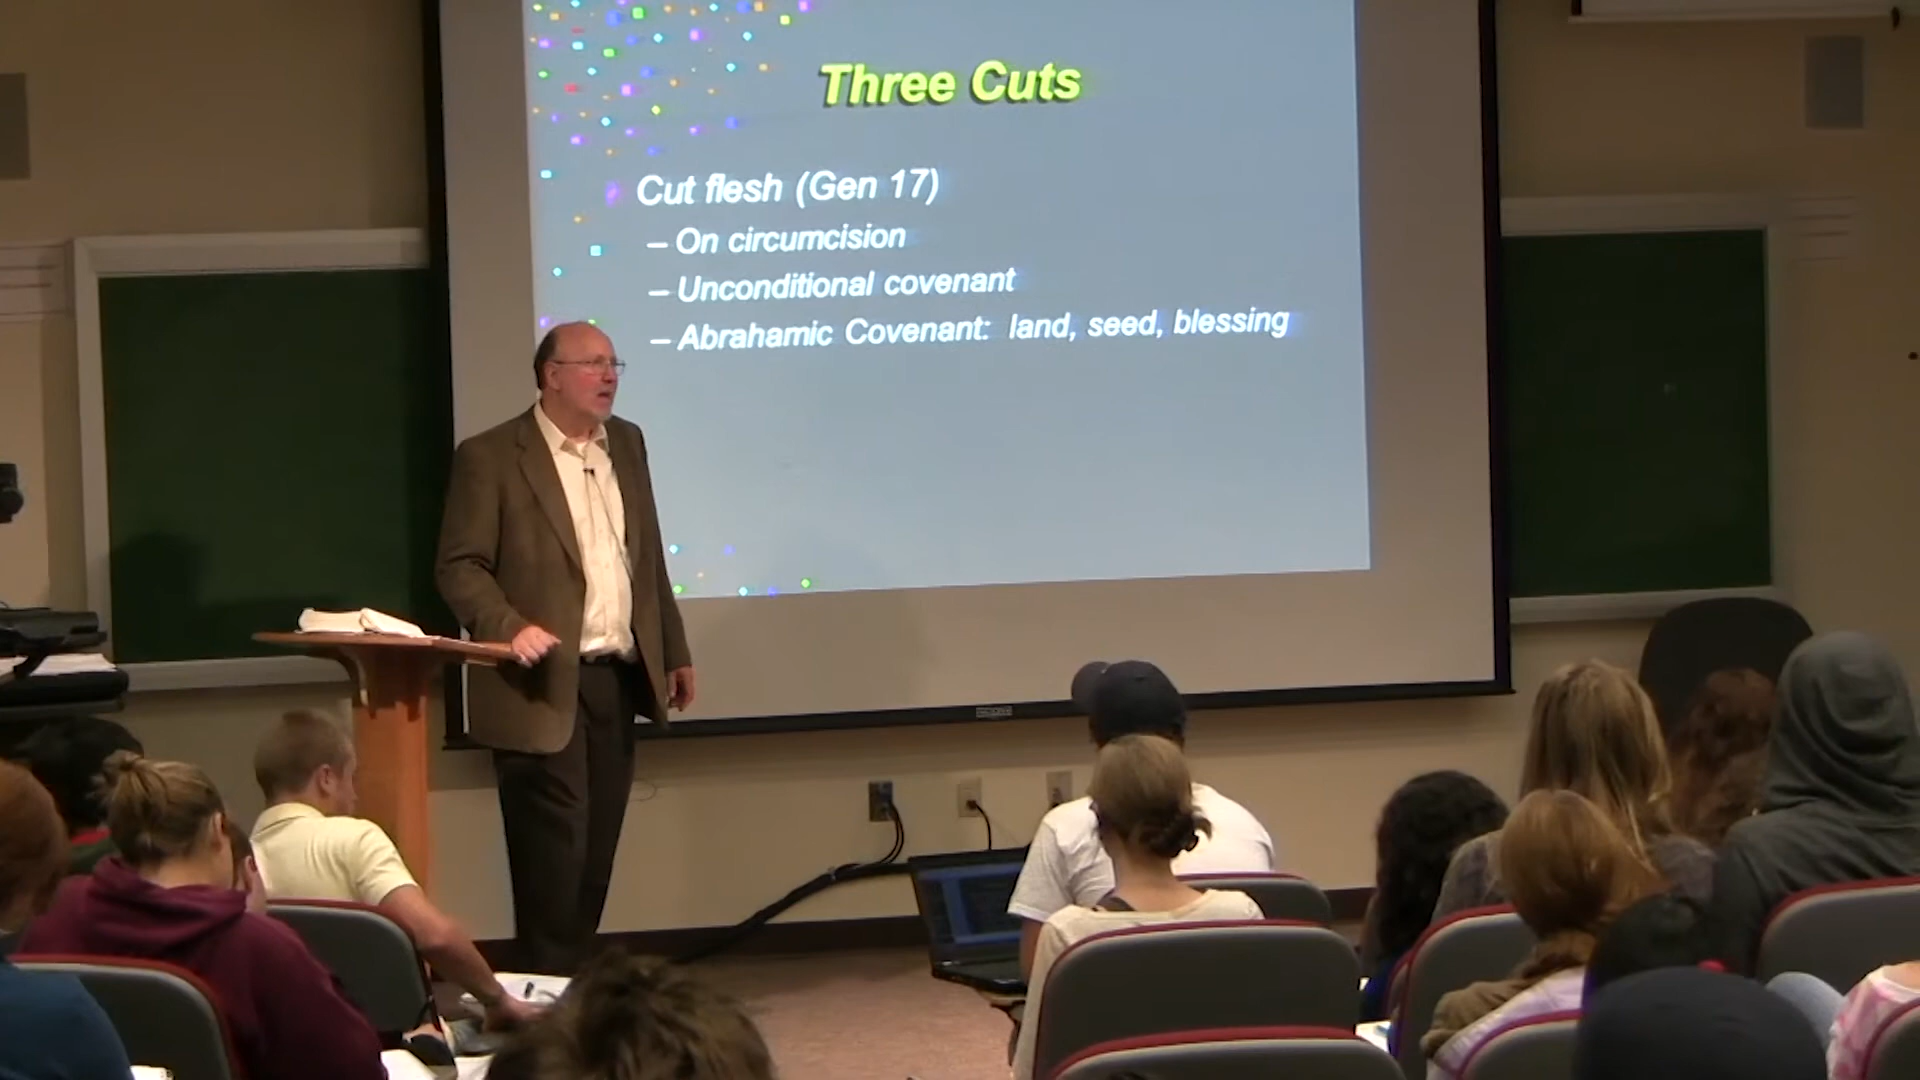 Three Cuts
Cut flesh (Gen 17)
– On circumcision
– Unconditional covenant
– Abrahamic Covenant: land, seed, blessing